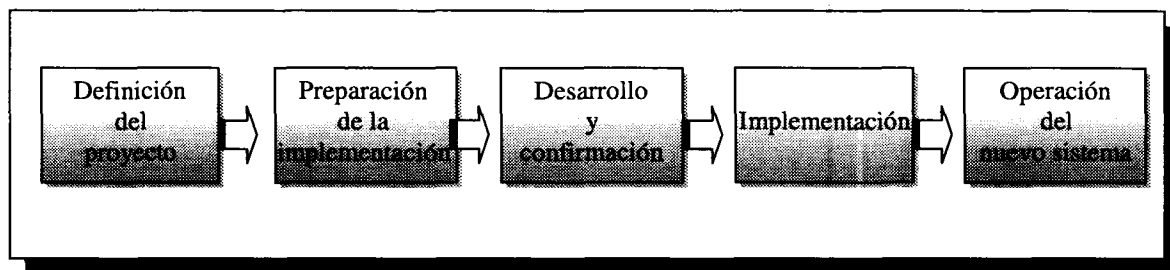 Definición
del
proyecto
Preparación
de la
implementación
Desarrollo
y
confirmación
Implementación
Operación
del
nuevo sistema